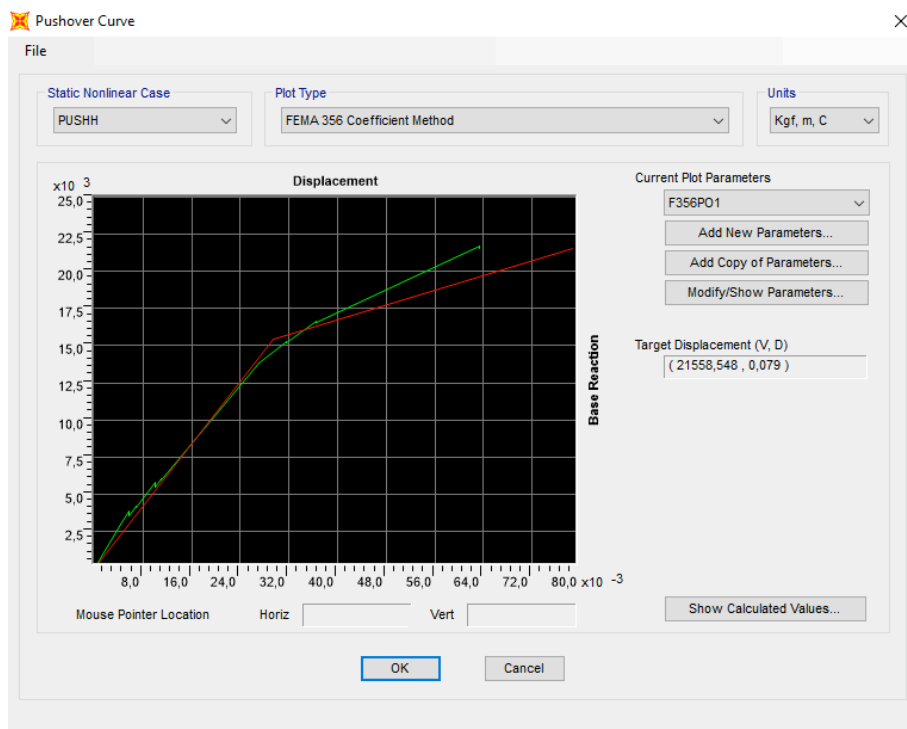 Pushover Curve
File
Static Nonlinear Case
Plot Type
Units
PUSHH
FEMA 356 Coefficient Method
Kgf, m, C
x10 3
Displacement
25,0
22,5
20,0
17,5
15,0
12,5
10,0
7,5
5,0
2,5
8,0 16,0 24,0 32,0 40,0 48,0 56,0 64,0 72,0 80,0 x10 -3
Base Reaction
Mouse Pointer Location Horiz Vert
Current Plot Parameters
F356PO1
Add New Parameters...
Add Copy of Parameters...
Modify/Show Parameters...
Target Displacement (V, D)
( 21558,548 , 0,079 )
Show Calculated Values...
OK
Cancel